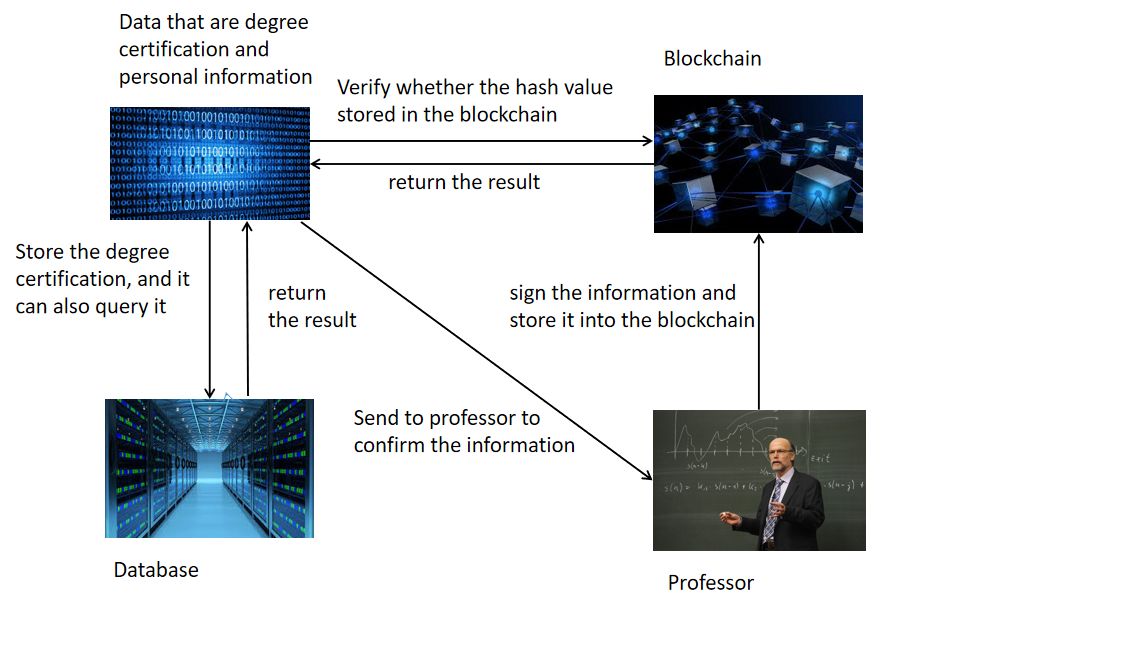 Data that are degree
certification and
personal information
Blockchain
Verify whether the hash value
stored in the blockchain
return the result
Store the degree
certification, and it
can also query it
return
the result
sign the information and
store it into the blockchain
Send to professor to
confirm the information
Database
Professor